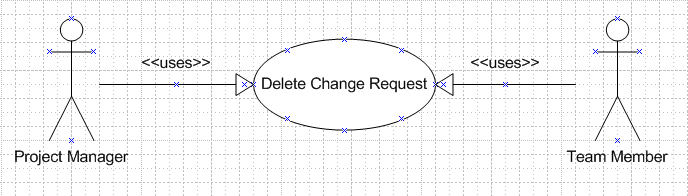 <<uses>>
<<uses>>
Delete Change Request
Project Manager
Team Member